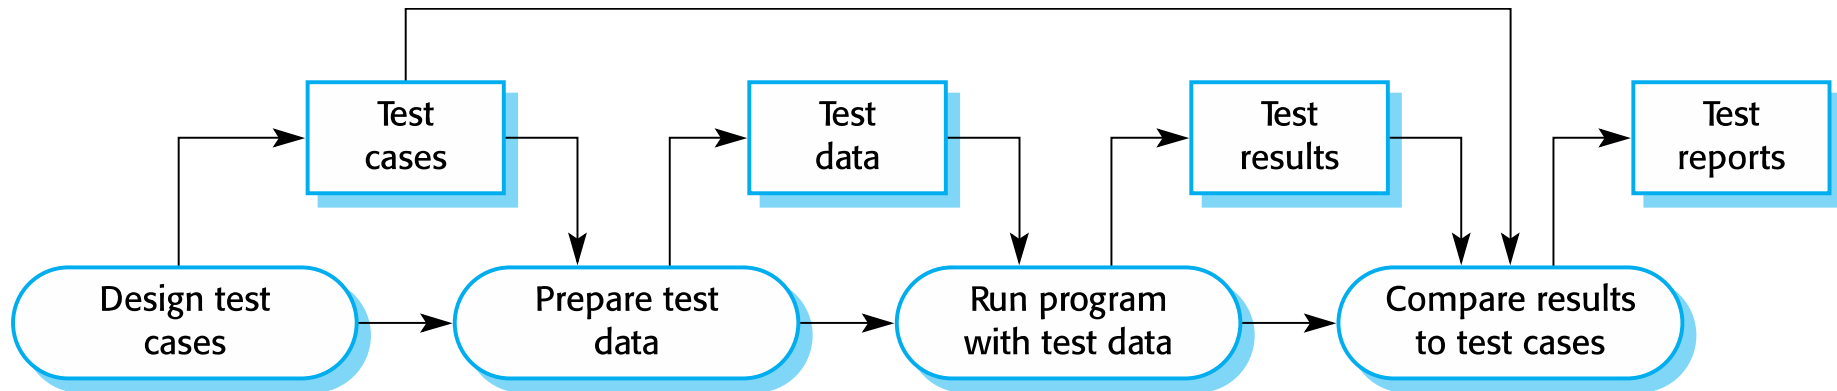 Test
cases
Test
data
Test
results
Test
reports
Design test
cases
Prepare test
data
Run program
with test data
Compare results
to test cases